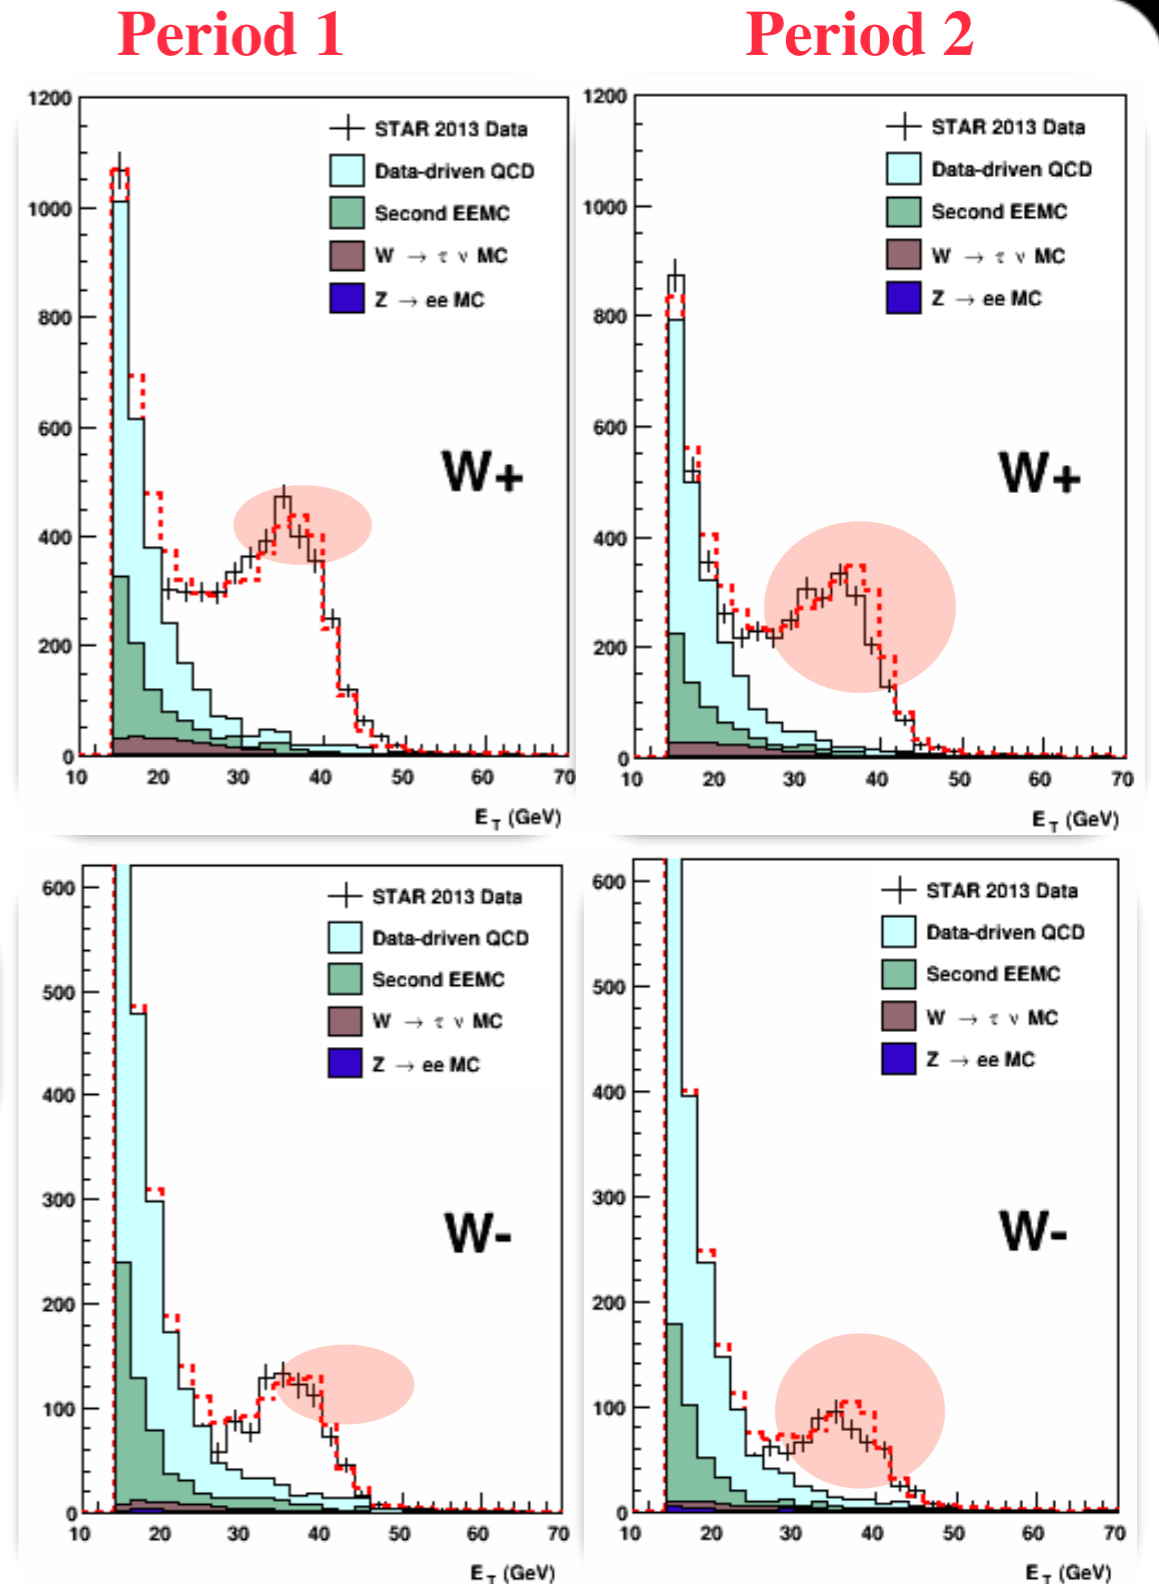 Period 1
Period 2
1200
1000
800
600
400
200
0
10 20 30 40 50 60 70
E T (GeV)
STAR 2013 Data
Data-driven QCD
Second EEMC
W → τ ν MC
Z → ee MC
W+
1200
1000
800
600
400
200
0
10 20 30 40 50 60 70
E T (GeV)
STAR 2013 Data
Data-driven QCD
Second EEMC
W → τ ν MC
Z → ee MC
W+
600
500
400
300
200
100
0
10 20 30 40 50 60 70
E T (GeV)
STAR 2013 Data
Data-driven QCD
Second EEMC
W → τ ν MC
Z → ee MC
W-
600
500
400
300
200
100
0
10 20 30 40 50 60 70
E T (GeV)
STAR 2013 Data
Data-driven QCD
Second EEMC
W → τ ν MC
Z → ee MC
W-